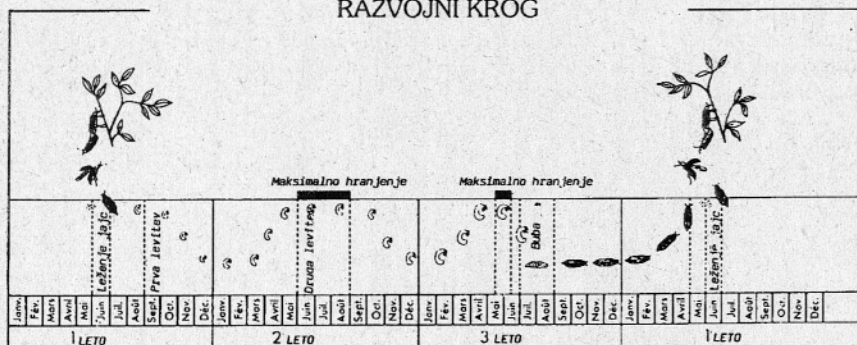 RAZVOJNI KROG
Maksimalno hranjenje Maksimalno hranjenje
Leženje jajc Prva levitev Druga levitev Buba Leženje jajc
Janv. Fév. Mars Avril Mai Juin Juil. Août Sept. Oct. Nov. Déc. Janv. Fév. Mars Avril Mai Juin Juil. Août Sept. Oct. Nov. Déc. Janv. Fév. Mars Avril Mai Juin Juil. Août Sept. Oct. Nov. Déc. Janv. Fév. Mars Avril Mai Juin Juil. Août Sept. Oct. Nov. Déc.
1 LETO 2 LETO 3 LETO 1 LETO